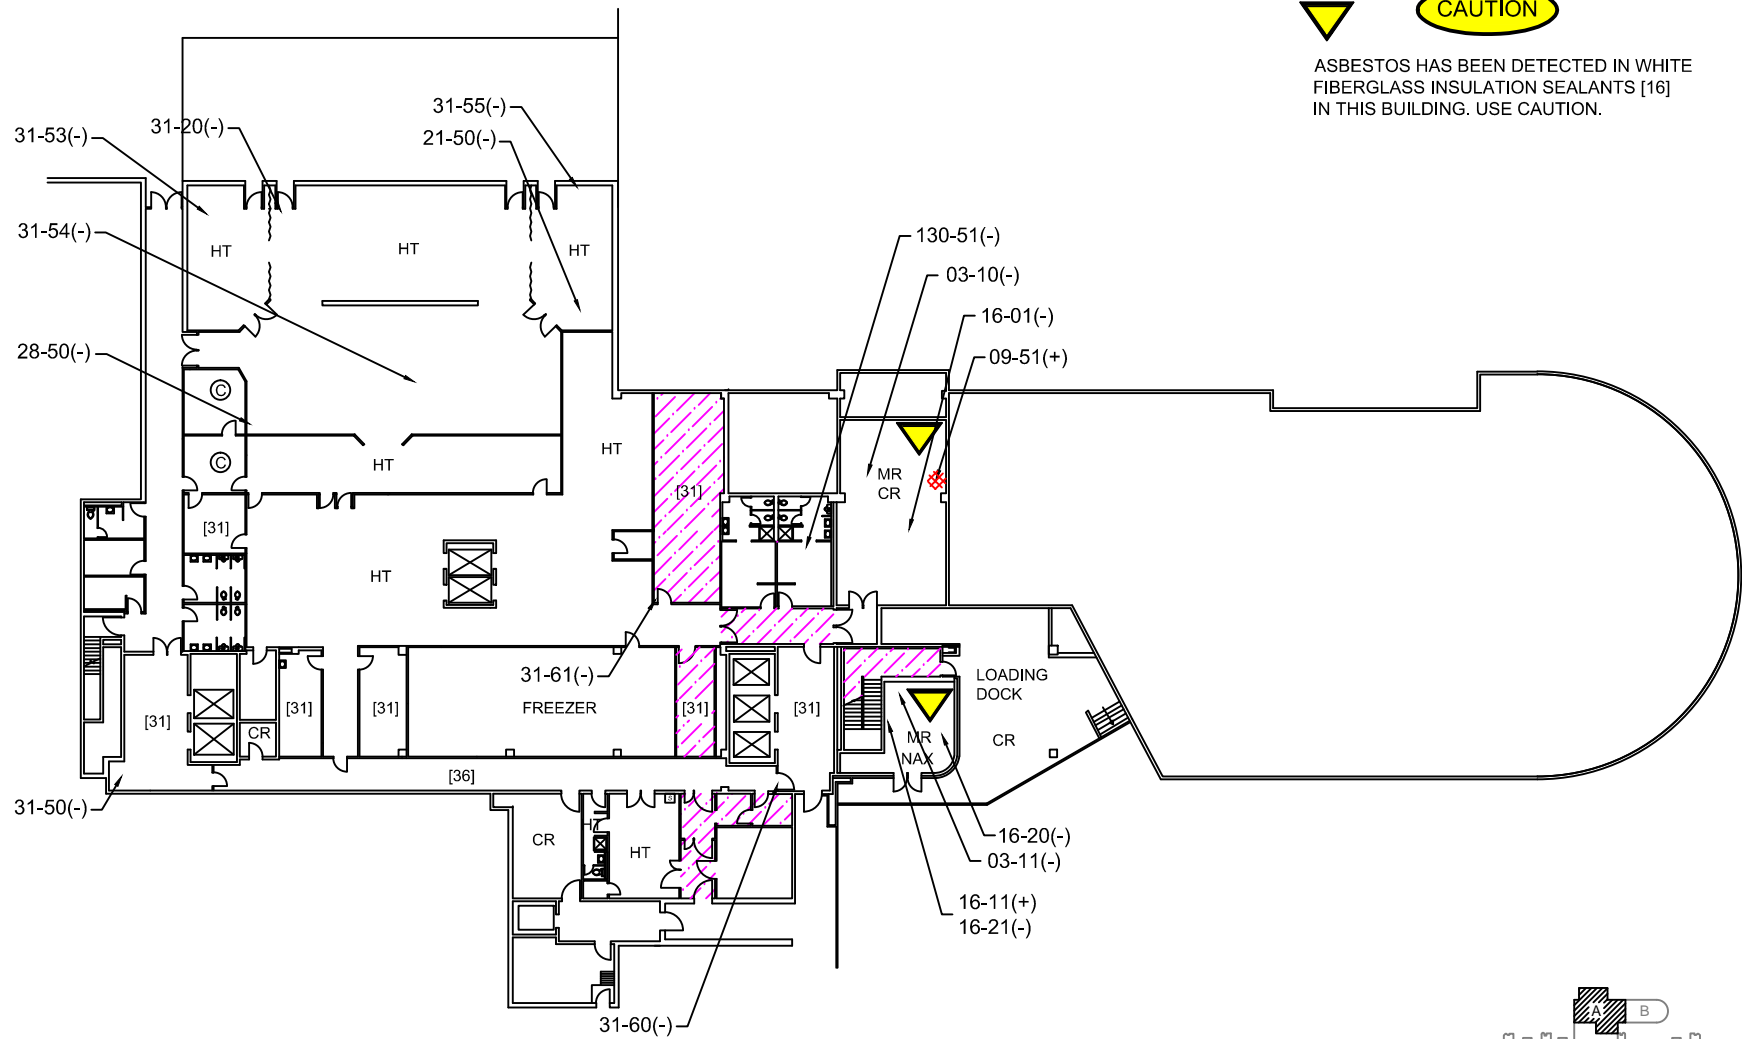 CAUTION
ASBESTOS HAS BEEN DETECTED IN WHITE
FIBERGLASS INSULATION SEALANTS [16]
IN THIS BUILDING. USE CAUTION.
31-55(-)
31-53(-)
31-20(-)
21-50(-)
31-54(-)
HT
HT
HT
130-51(-)
03-10(-)
16-01(-)
28-50(-)
09-51(+)
C
HT
HT
C
MR
CR
[31]
[31]
HT
31-61(-)
LOADING
DOCK
[31]
[31]
[31]
FREEZER
[31]
[31]
CR
MR
NAX
CR
[36]
31-50(-)
S
HT
CR
HT
16-20(-)
03-11(-)
16-11(+)
16-21(-)
31-60(-)
A
B